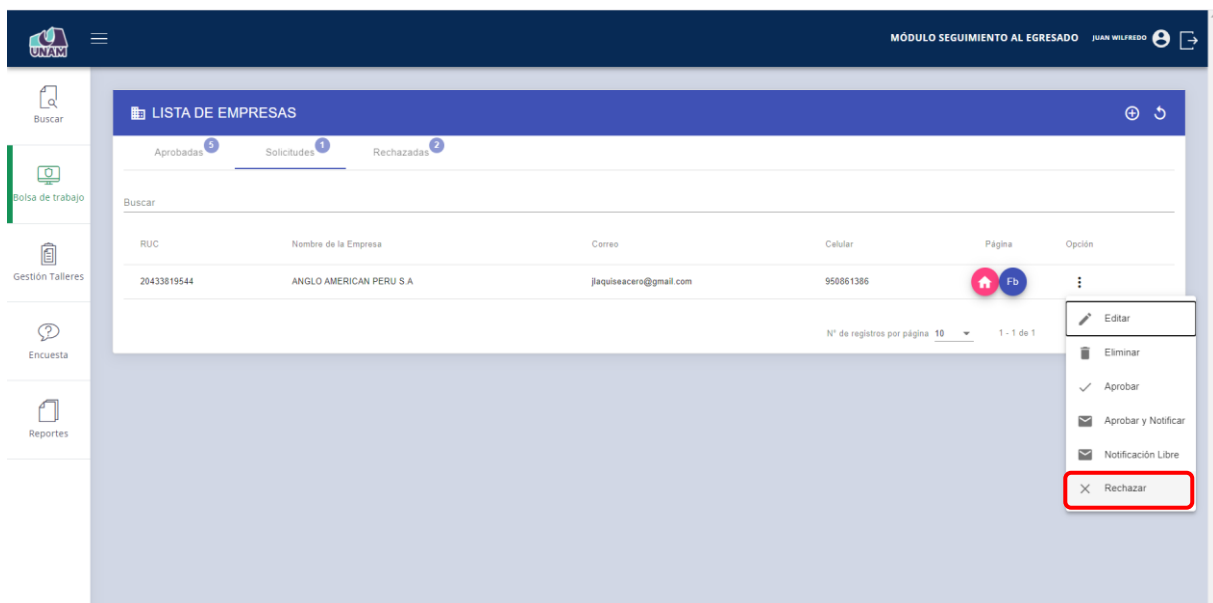 UNAM
MÓDULO SEGUIMIENTO AL EGRESADO JUAN WILFREDO
Buscar
Bolsa de trabajo
Gestión Talleres
Encuesta
Reportes
LISTA DE EMPRESAS
Aprobadas 5 Solicitudes 1 Rechazadas 2
Buscar
RUC Nombre de la Empresa Correo Celular Página Opción
20433819544 ANGLO AMERICAN PERU S.A jlaquiseacero@gmail.com 950861386 Fb
N° de registros por página 10 1 - 1 de 1
Editar
Eliminar
Aprobar
Aprobar y Notificar
Notificación Libre
Rechazar